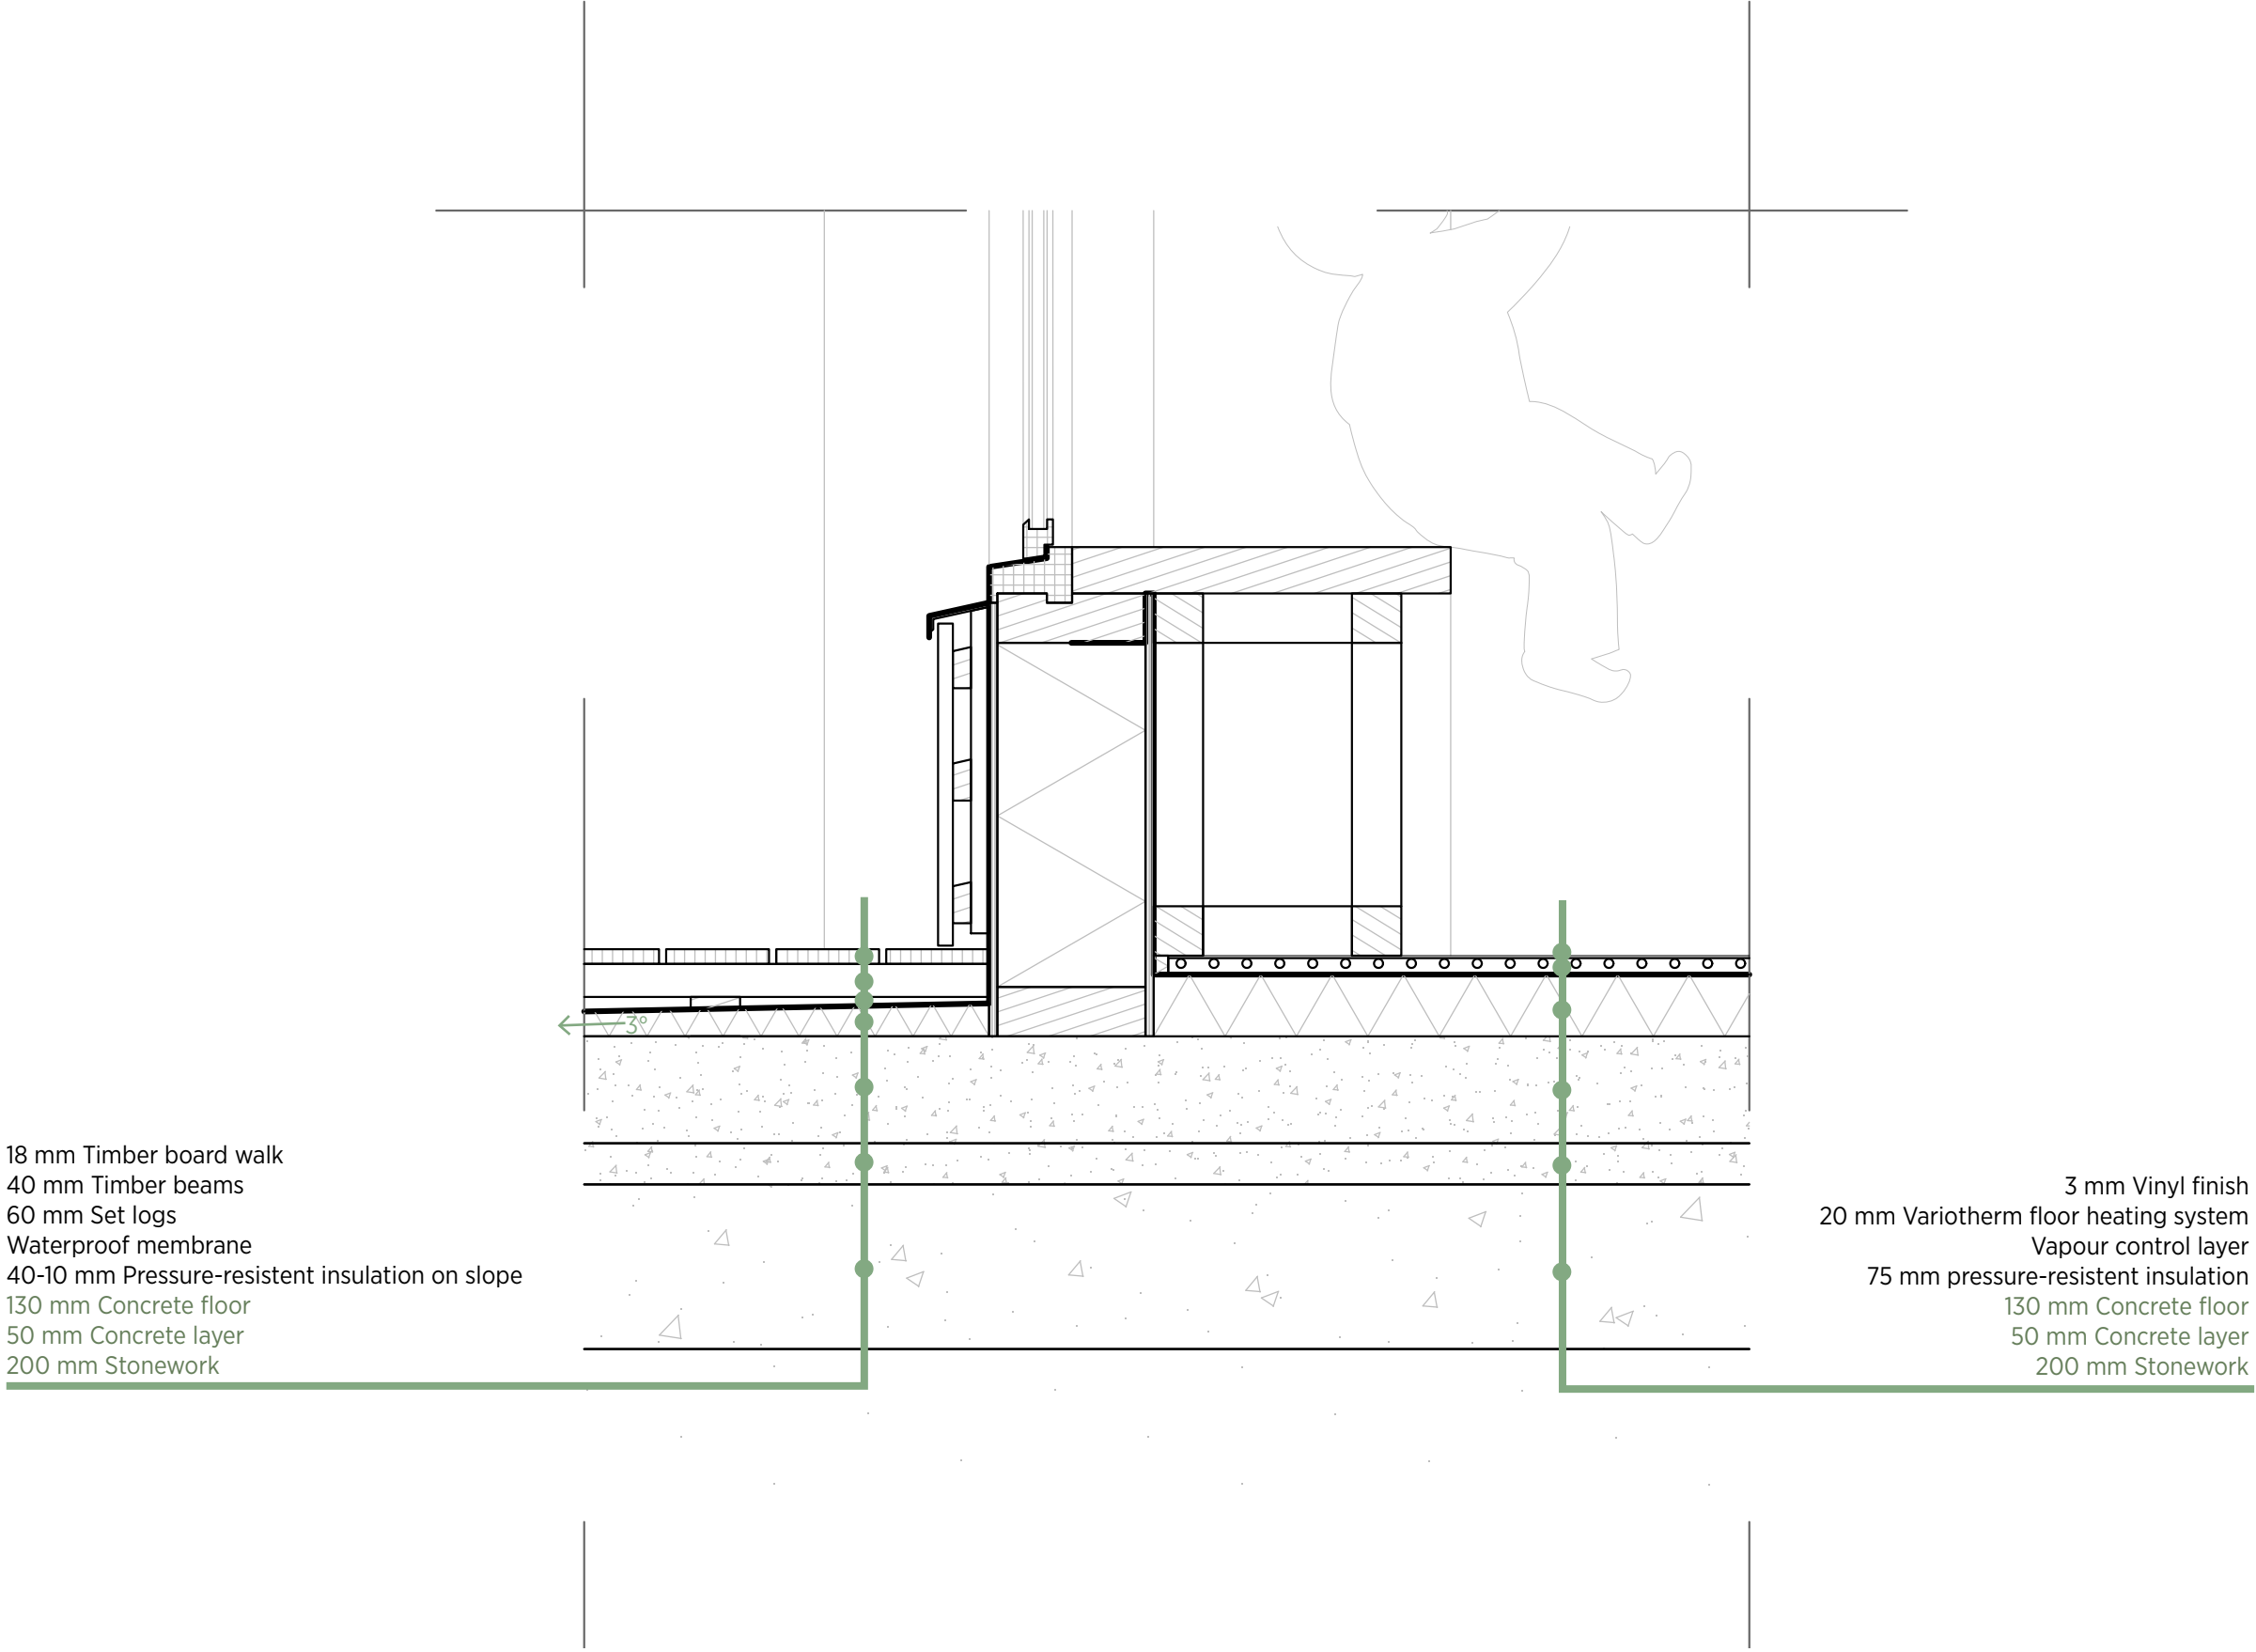 3°
18 mm Timber board walk
40 mm Timber beams
60 mm Set logs
Waterproof membrane
40-10 mm Pressure-resistent insulation on slope
130 mm Concrete floor
50 mm Concrete layer
200 mm Stonework
3 mm Vinyl finish
20 mm Variotherm floor heating system
Vapour control layer
75 mm pressure-resistent insulation
130 mm Concrete floor
50 mm Concrete layer
200 mm Stonework